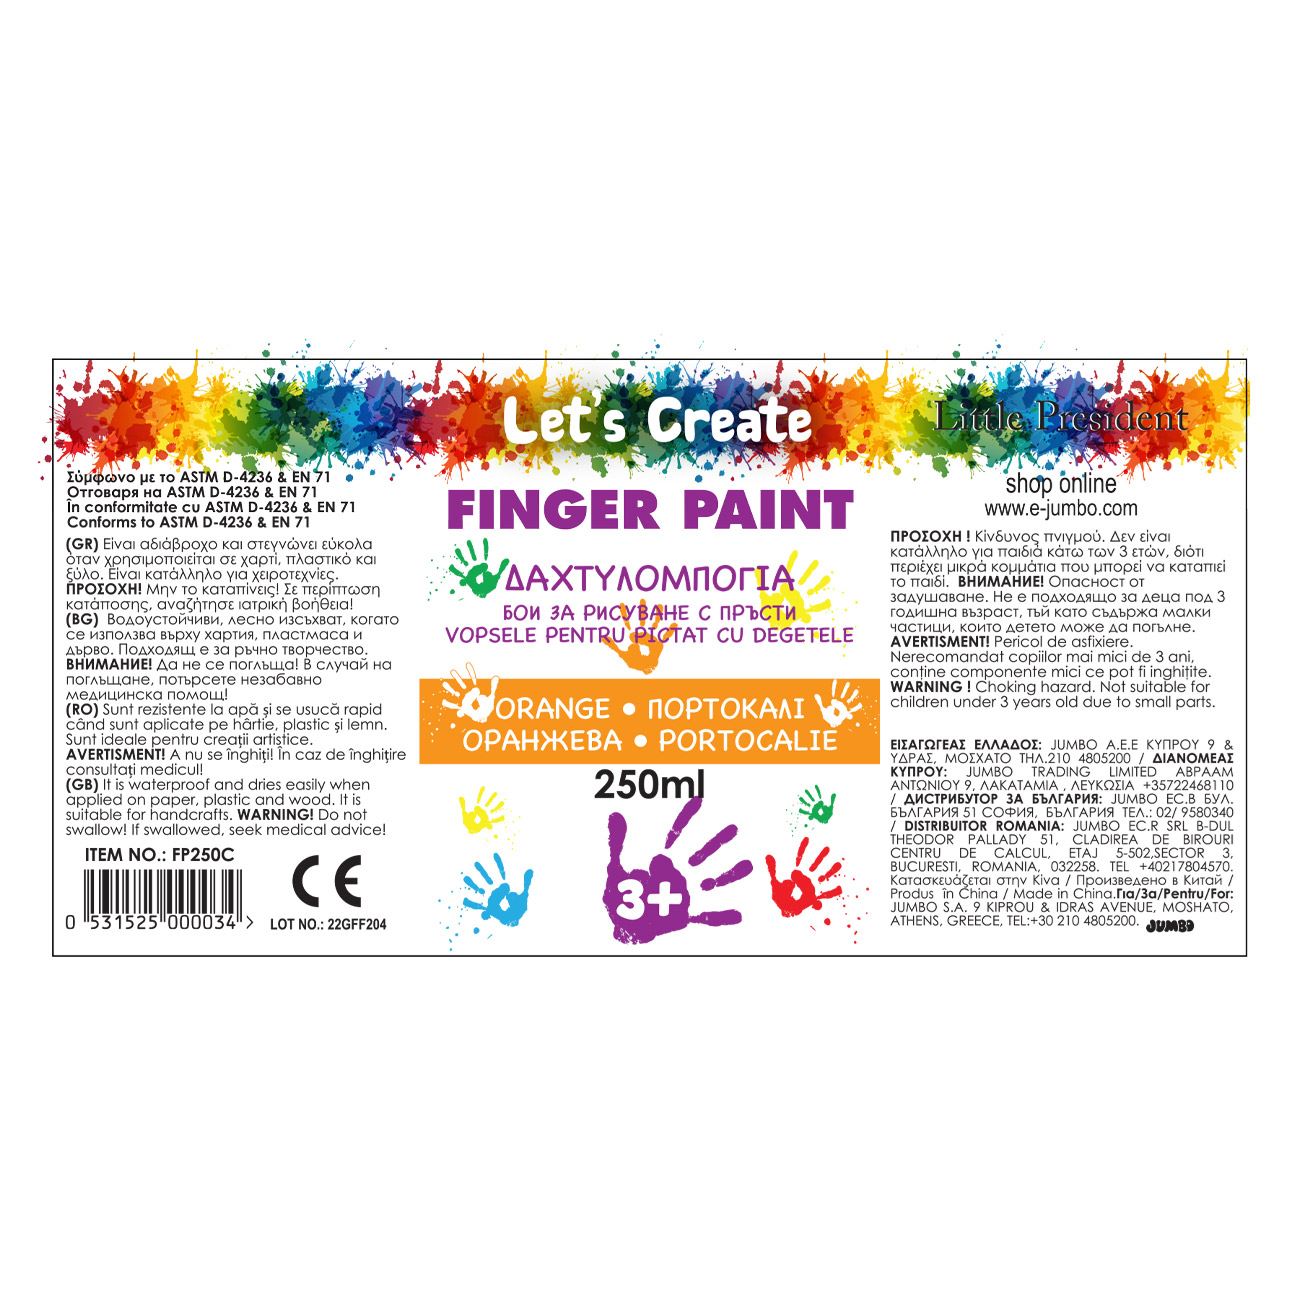 Let's Create
Little President
Σύμφωνο με το ASTM D-4236 & EN 71
Отговаря на ASTM D-4236 & EN 71
În conformitate cu ASTM D-4236 & EN 71
Conforms to ASTM D-4236 & EN 71
(GR) Είναι αδιάβροχο και στεγνώνει εύκολα
όταν χρησιμοποιείται σε χαρτί, πλαστικό και
ξύλο. Είναι κατάλληλο για χειροτεχνίες.
ΠΡΟΣΟΧΗ! Μην το καταπίνεις! Σε περίπτωση
κατάποσης, αναζήτησε ιατρική βοήθεια!
(BG) Водоустойчиви, лесно изсъхват, когато
се използва върху хартия, пластмаса и
дърво. Подходящ е за ръчно творчество.
ВНИМАНИЕ! Да не се поглъща! В случай на
поглъщане, потърсете незабавно
медицинска помощ!
(RO) Sunt rezistente la apă şi se usucă rapid
când sunt aplicate pe hârtie, plastic şi lemn.
Sunt ideale pentru creații artistice.
AVERTISMENT! A nu se înghiți! În caz de înghițire
consultați medicul!
(GB) It is waterproof and dries easily when
applied on paper, plastic and wood. It is
suitable for handcrafts. WARNING! Do not
swallow! If swallowed, seek medical advice!
ITEM NO.: FP250C
0 531525 000034 >
CE
LOT NO.: 22GFF204
FINGER PAINT
ΔΑΧΤΥΛΟΜΠΟΓΙΑ
БОИ ЗА РИСУВАНЕ С ПРЪСТИ
VOPSELE PENTRU PICTAT CU DEGETELE
ORANGE • ΠΟΡΤΟΚΑΛΙ
ОРАНЖЕВА • PORTOCALIE
250ml
3+
shop online
www.e-jumbo.com
ΠΡΟΣΟΧΗ ! Κίνδυνος πνιγμού. Δεν είναι
κατάλληλο για παιδιά κάτω των 3 ετών, διότι
περιέχει μικρά κομμάτια που μπορεί να καταπιεί
το παιδί. ВНИМАНИЕ! Опасност от
задушаване. Не е подходящо за деца под 3
годишна възраст, тъй като съдържа малки
частици, които детето може да погълне.
AVERTISMENT! Pericol de asfixiere.
Nerecomandat copiilor mai mici de 3 ani,
conține componente mici ce pot fi inghițite.
WARNING ! Choking hazard. Not suitable for
children under 3 years old due to small parts.
ΕΙΣΑΓΩΓΕΑΣ ΕΛΛΑΔΟΣ: JUMBO Α.Ε.Ε ΚΥΠΡΟΥ 9 &
ΥΔΡΑΣ, ΜΟΣΧΑΤΟ ΤΗΛ.210 4805200 / ΔΙΑΝΟΜΕΑΣ
ΚΥΠΡΟΥ: JUMBO TRADING LIMITED ΑΒΡΑΑΜ
ΑΝΤΩΝΙΟΥ 9, ΛΑΚΑΤΑΜΙΑ , ΛΕΥΚΩΣΙΑ +35722468110
/ ДИСТРИБУТОР ЗА БЪЛГАРИЯ: JUMBO EC.B БУЛ.
БЪЛГАРИЯ 51 СОФИЯ, БЪЛГАРИЯ ТЕЛ.: 02/ 9580340
/ DISTRIBUITOR ROMANIA: JUMBO EC.R SRL B-DUL
THEODOR PALLADY 51, CLADIREA DE BIROURI
CENTRU DE CALCUL, ETAJ 5-502,SECTOR 3,
BUCURESTI, ROMANIA, 032258. TEL +40217804570.
Κατασκευάζεται στην Κίνα / Произведено в Китай /
Produs în China / Made in China.Για/За/Pentru/For:
JUMBO S.A. 9 KIPROU & IDRAS AVENUE, MOSHATO,
ATHENS, GREECE, TEL:+30 210 4805200. JUMBO